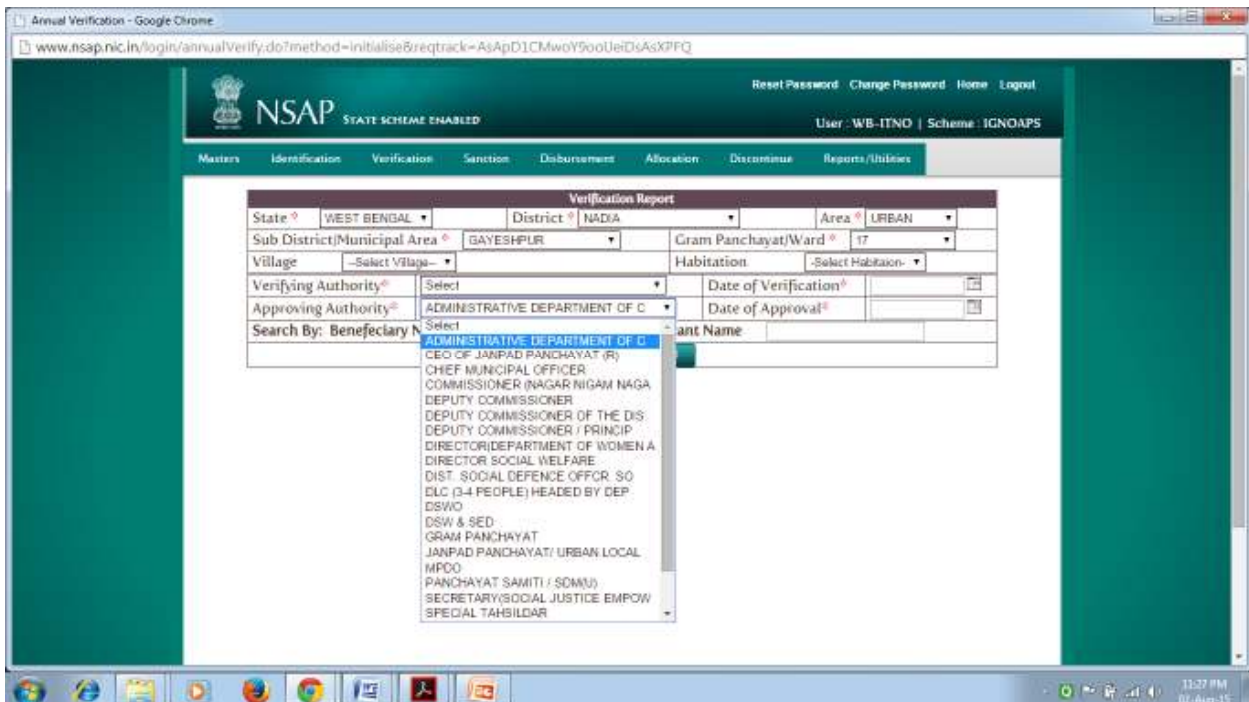 Annual Verification - Google Chrome
www.nsap.nic.in/login/annualVerify.do?method=initialise&reqtrack=AsApD1CMwoY9ooUeiDsAsXPFQ
Reset Password Change Password Home Logout
NSAP STATE SCHEME ENABLED
User : WB-ITNO | Scheme : IGNOAPS
Masters Identification Verification Sanction Disbursement Allocation Discontinue Reports/Utilities
Verification Report
State * WEST BENGAL District * NADIA Area * URBAN
Sub District/Municipal Area * GAYESHPUR Gram Panchayat/Ward * 17
Village --Select Village-- Habitation -Select Habitaion-
Verifying Authority* Select Date of Verification*
Approving Authority* ADMINISTRATIVE DEPARTMENT OF C Date of Approval*
Search By: Benefeciary N ant Name
Select
ADMINISTRATIVE DEPARTMENT OF C
CEO OF JANPAD PANCHAYAT (R)
CHIEF MUNICIPAL OFFICER
COMMISSIONER (NAGAR NIGAM NAGA
DEPUTY COMMISSIONER
DEPUTY COMMISSIONER OF THE DIS
DEPUTY COMMISSIONER / PRINCIP
DIRECTOR(DEPARTMENT OF WOMEN A
DIRECTOR SOCIAL WELFARE
DIST. SOCIAL DEFENCE OFFCR. SO
DLC (3-4 PEOPLE) HEADED BY DEP
DSWO
DSW & SED
GRAM PANCHAYAT
JANPAD PANCHAYAT/ URBAN LOCAL
MPDO
PANCHAYAT SAMITI / SDM(U)
SECRETARY(SOCIAL JUSTICE EMPOW
SPECIAL TAHSILDAR
11:27 PM